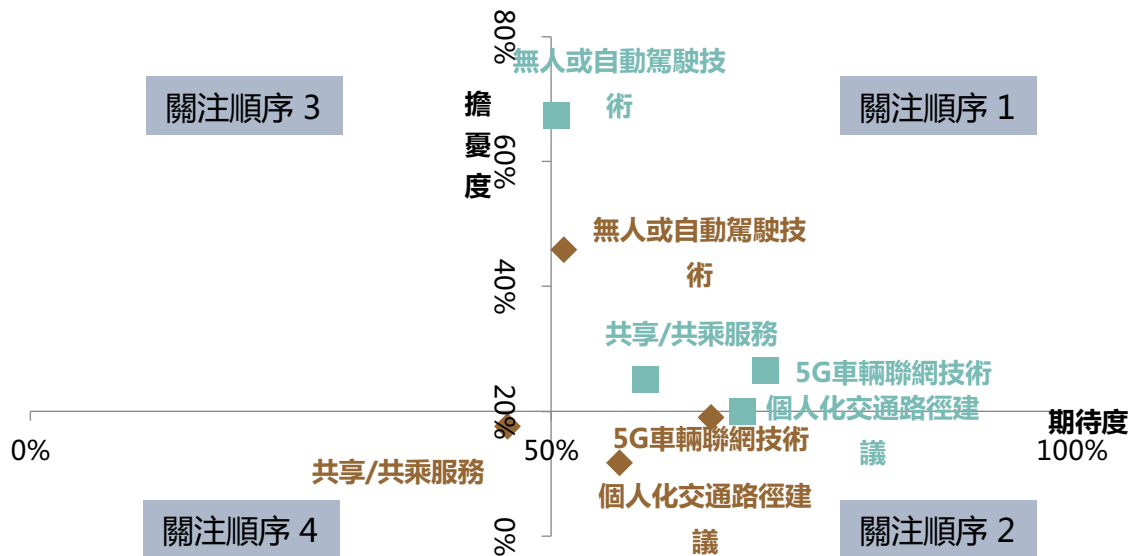 80%
無人或自動駕駛技
術
關注順序 3
擔
憂
度
關注順序 1
60%
無人或自動駕駛技
術
40%
共享/共乘服務
5G車輛聯網技術
20%
個人化交通路徑建
議
期待度
0%
50%
100%
5G車輛聯網技術
共享/共乘服務
個人化交通路徑建
議
關注順序 4
0%
關注順序 2